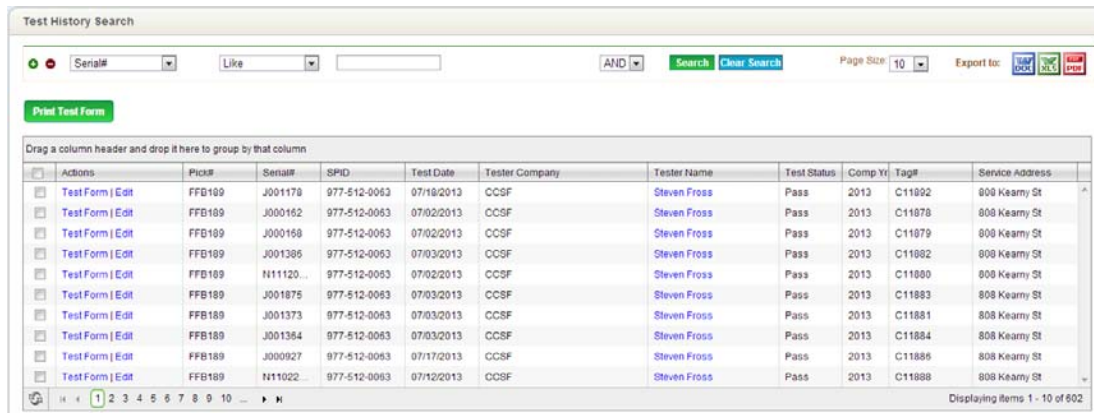 Test History Search
Serial# Like AND Search Clear Search Page Size: 10 Export to: DOC XLS PDF
Print Test Form
Drag a column header and drop it here to group by that column
Actions Pick# Serial# SPID Test Date Tester Company Tester Name Test Status Comp Yr Tag# Service Address
Test Form | Edit FFB189 J001178 977-512-0063 07/18/2013 CCSF Steven Fross Pass 2013 C11892 808 Kearny St
Test Form | Edit FFB189 J000162 977-512-0063 07/02/2013 CCSF Steven Fross Pass 2013 C11878 808 Kearny St
Test Form | Edit FFB189 J000168 977-512-0063 07/02/2013 CCSF Steven Fross Pass 2013 C11879 808 Kearny St
Test Form | Edit FFB189 J001386 977-512-0063 07/03/2013 CCSF Steven Fross Pass 2013 C11882 808 Kearny St
Test Form | Edit FFB189 N11120... 977-512-0063 07/02/2013 CCSF Steven Fross Pass 2013 C11880 808 Kearny St
Test Form | Edit FFB189 J001875 977-512-0063 07/03/2013 CCSF Steven Fross Pass 2013 C11883 808 Kearny St
Test Form | Edit FFB189 J001373 977-512-0063 07/03/2013 CCSF Steven Fross Pass 2013 C11881 808 Kearny St
Test Form | Edit FFB189 J001364 977-512-0063 07/03/2013 CCSF Steven Fross Pass 2013 C11884 808 Kearny St
Test Form | Edit FFB189 J000927 977-512-0063 07/17/2013 CCSF Steven Fross Pass 2013 C11886 808 Kearny St
Test Form | Edit FFB189 N11022... 977-512-0063 07/12/2013 CCSF Steven Fross Pass 2013 C11888 808 Kearny St
1 2 3 4 5 6 7 8 9 10 ... Displaying items 1 - 10 of 602